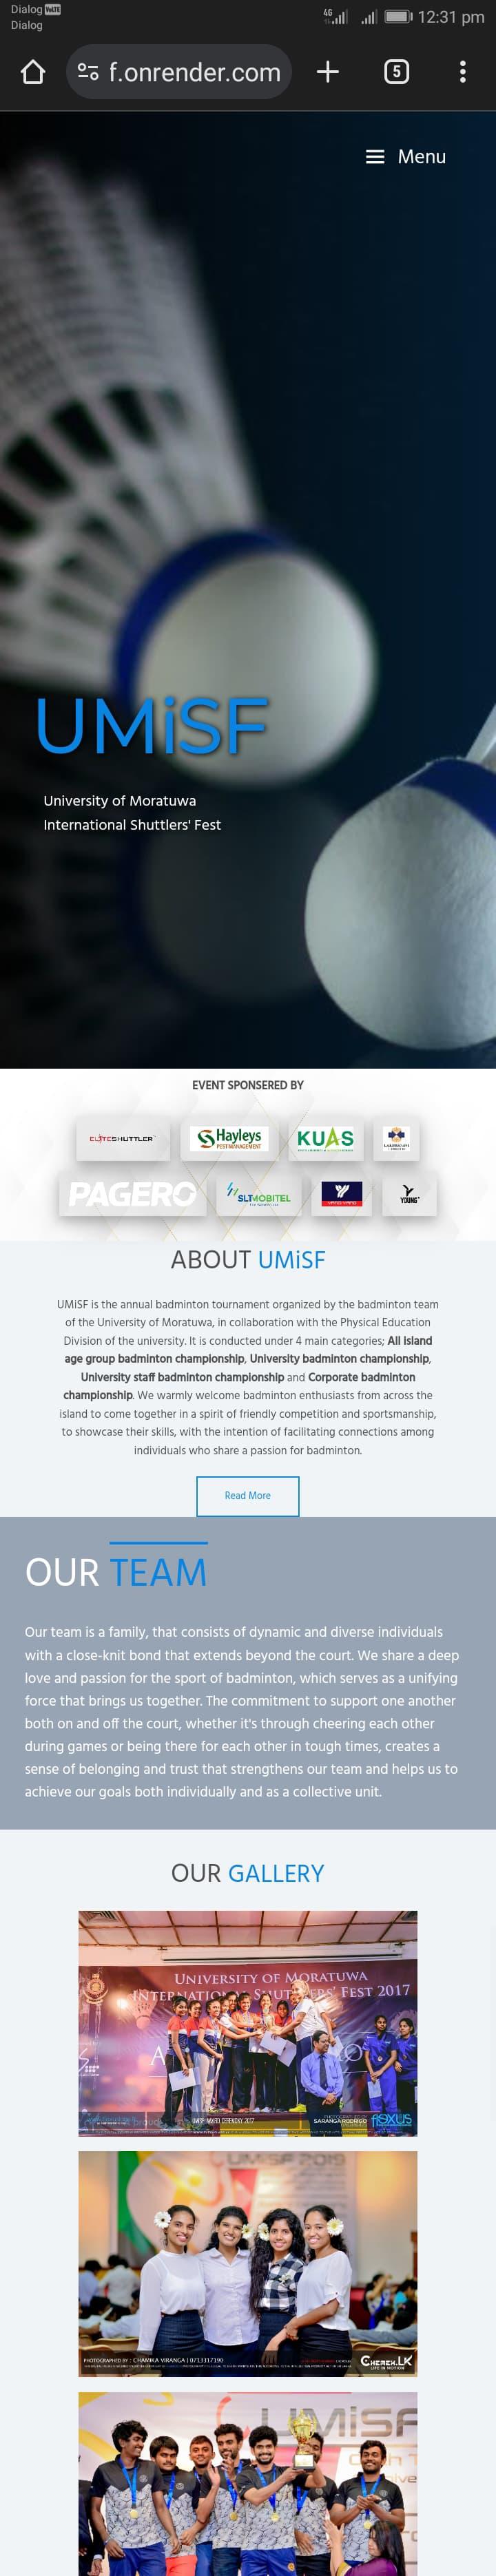 Dialog VoLTE
Dialog
4G
12:31 pm
f.onrender.com
5
Menu
UMiSF
University of Moratuwa
International Shuttlers' Fest
EVENT SPONSERED BY
ELITESHUTTLER
Hayleys
KUAS
PAGERO
SLTMOBITEL
YOUNG
ABOUT UMiSF
UMiSF is the annual badminton tournament organized by the badminton team
of the University of Moratuwa, in collaboration with the Physical Education
Division of the university. It is conducted under 4 main categories; All island
age group badminton championship, University badminton championship,
University staff badminton championship and Corporate badminton
championship. We warmly welcome badminton enthusiasts from across the
island to come together in a spirit of friendly competition and sportsmanship,
to showcase their skills, with the intention of facilitating connections among
individuals who share a passion for badminton.
Read More
OUR TEAM
Our team is a family, that consists of dynamic and diverse individuals
with a close-knit bond that extends beyond the court. We share a deep
love and passion for the sport of badminton, which serves as a unifying
force that brings us together. The commitment to support one another
both on and off the court, whether it's through cheering each other
during games or being there for each other in tough times, creates a
sense of belonging and trust that strengthens our team and helps us to
achieve our goals both individually and as a collective unit.
OUR GALLERY
UNIVERSITY OF MORATUWA
FEST 2017
SARANGA RODRIGO
flexus
PHOTOGRAPHED BY : CHAMIKA VIRANGA | 0713317190
CHEREK.LK
LIFE IN MOTION
UMiSF